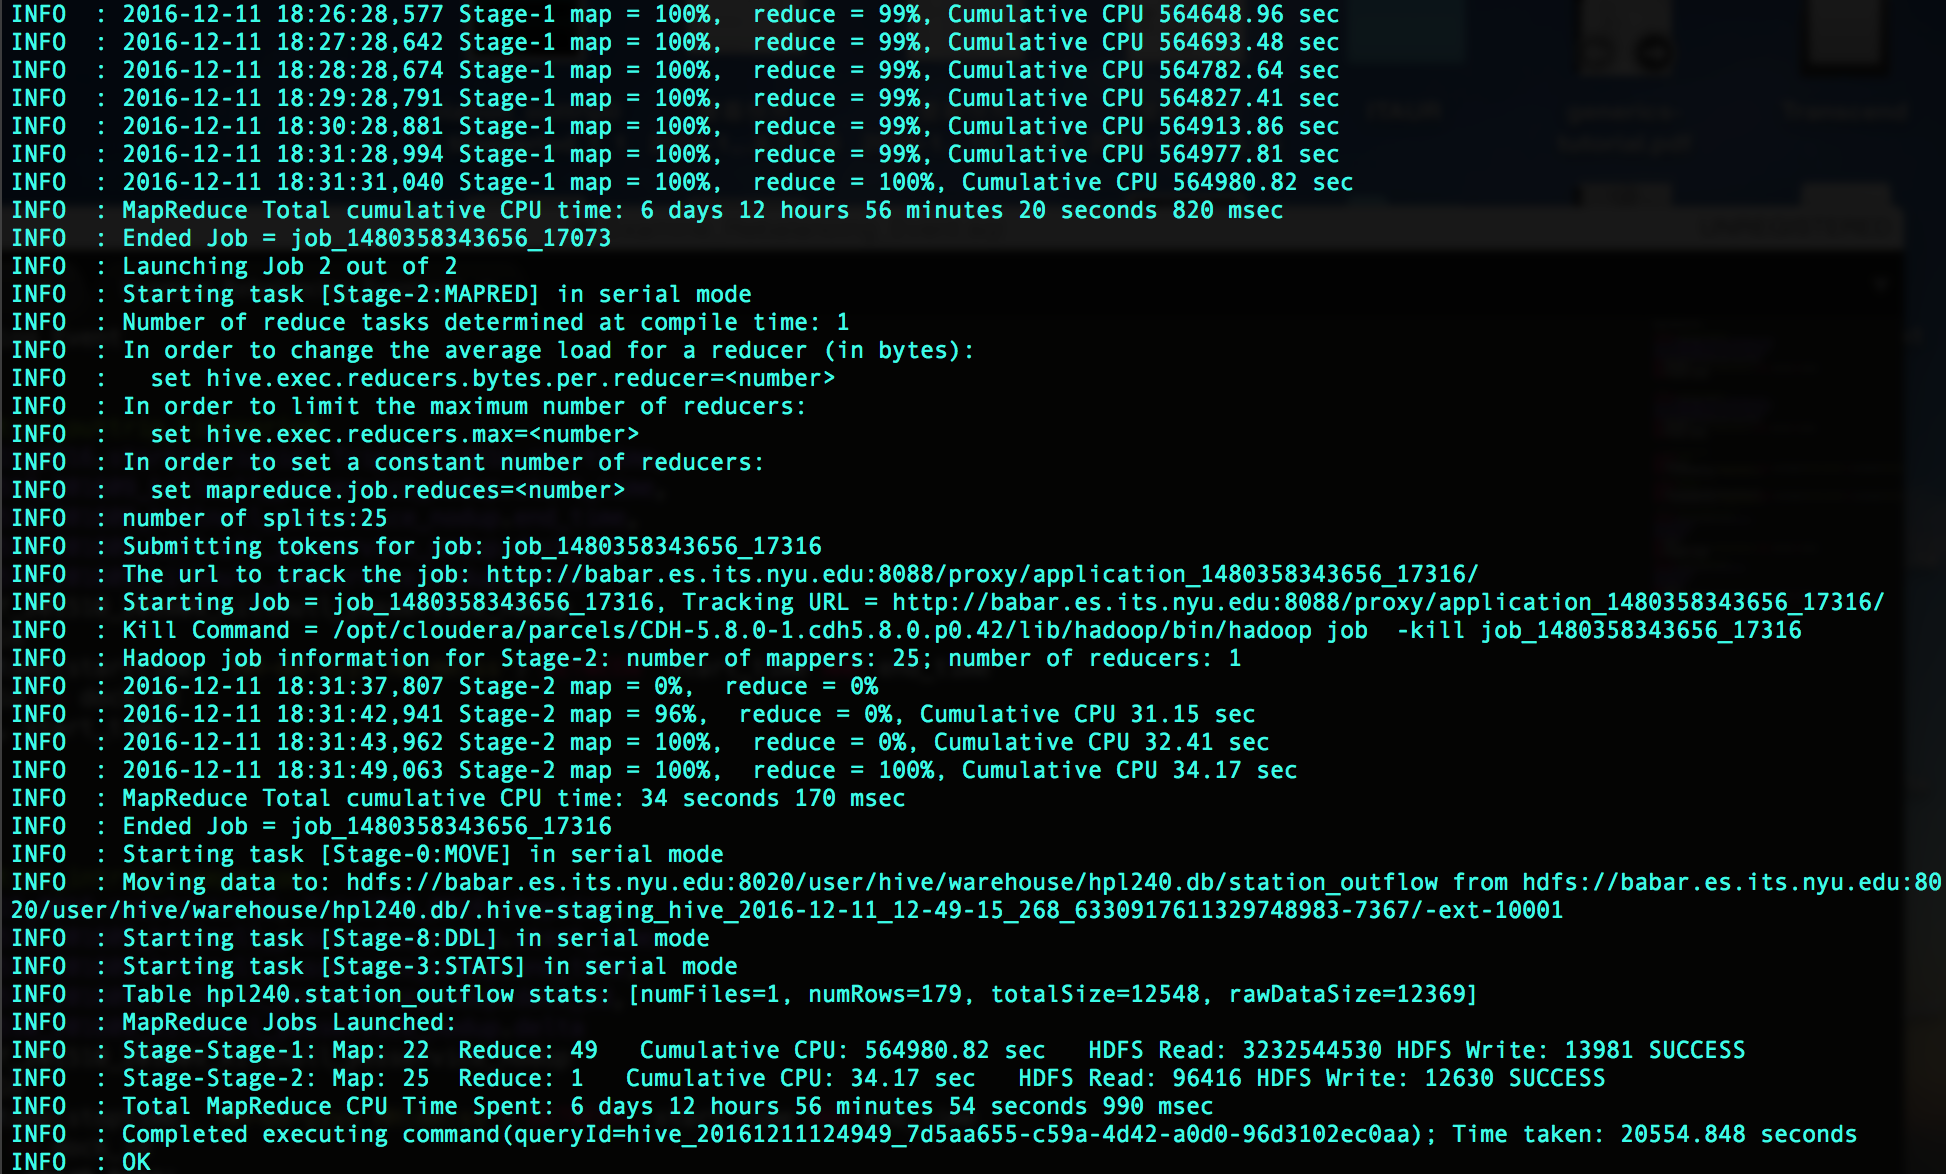 INFO  : 2016-12-11 18:26:28,577 Stage-1 map = 100%,  reduce = 99%, Cumulative CPU 564648.96 sec
INFO  : 2016-12-11 18:27:28,642 Stage-1 map = 100%,  reduce = 99%, Cumulative CPU 564693.48 sec
INFO  : 2016-12-11 18:28:28,674 Stage-1 map = 100%,  reduce = 99%, Cumulative CPU 564782.64 sec
INFO  : 2016-12-11 18:29:28,791 Stage-1 map = 100%,  reduce = 99%, Cumulative CPU 564827.41 sec
INFO  : 2016-12-11 18:30:28,881 Stage-1 map = 100%,  reduce = 99%, Cumulative CPU 564913.86 sec
INFO  : 2016-12-11 18:31:28,994 Stage-1 map = 100%,  reduce = 99%, Cumulative CPU 564977.81 sec
INFO  : 2016-12-11 18:31:31,040 Stage-1 map = 100%,  reduce = 100%, Cumulative CPU 564980.82 sec
INFO  : MapReduce Total cumulative CPU time: 6 days 12 hours 56 minutes 20 seconds 820 msec
INFO  : Ended Job = job_1480358343656_17073
INFO  : Launching Job 2 out of 2
INFO  : Starting task [Stage-2:MAPRED] in serial mode
INFO  : Number of reduce tasks determined at compile time: 1
INFO  : In order to change the average load for a reducer (in bytes):
INFO  :   set hive.exec.reducers.bytes.per.reducer=<number>
INFO  : In order to limit the maximum number of reducers:
INFO  :   set hive.exec.reducers.max=<number>
INFO  : In order to set a constant number of reducers:
INFO  :   set mapreduce.job.reduces=<number>
INFO  : number of splits:25
INFO  : Submitting tokens for job: job_1480358343656_17316
INFO  : The url to track the job: http://babar.es.its.nyu.edu:8088/proxy/application_1480358343656_17316/
INFO  : Starting Job = job_1480358343656_17316, Tracking URL = http://babar.es.its.nyu.edu:8088/proxy/application_1480358343656_17316/
INFO  : Kill Command = /opt/cloudera/parcels/CDH-5.8.0-1.cdh5.8.0.p0.42/lib/hadoop/bin/hadoop job  -kill job_1480358343656_17316
INFO  : Hadoop job information for Stage-2: number of mappers: 25; number of reducers: 1
INFO  : 2016-12-11 18:31:37,807 Stage-2 map = 0%,  reduce = 0%
INFO  : 2016-12-11 18:31:42,941 Stage-2 map = 96%,  reduce = 0%, Cumulative CPU 31.15 sec
INFO  : 2016-12-11 18:31:43,962 Stage-2 map = 100%,  reduce = 0%, Cumulative CPU 32.41 sec
INFO  : 2016-12-11 18:31:49,063 Stage-2 map = 100%,  reduce = 100%, Cumulative CPU 34.17 sec
INFO  : MapReduce Total cumulative CPU time: 34 seconds 170 msec
INFO  : Ended Job = job_1480358343656_17316
INFO  : Starting task [Stage-0:MOVE] in serial mode
INFO  : Moving data to: hdfs://babar.es.its.nyu.edu:8020/user/hive/warehouse/hpl240.db/station_outflow from hdfs://babar.es.its.nyu.edu:80
20/user/hive/warehouse/hpl240.db/.hive-staging_hive_2016-12-11_12-49-15_268_6330917611329748983-7367/-ext-10001
INFO  : Starting task [Stage-8:DDL] in serial mode
INFO  : Starting task [Stage-3:STATS] in serial mode
INFO  : Table hpl240.station_outflow stats: [numFiles=1, numRows=179, totalSize=12548, rawDataSize=12369]
INFO  : MapReduce Jobs Launched:
INFO  : Stage-Stage-1: Map: 22  Reduce: 49   Cumulative CPU: 564980.82 sec   HDFS Read: 3232544530 HDFS Write: 13981 SUCCESS
INFO  : Stage-Stage-2: Map: 25  Reduce: 1   Cumulative CPU: 34.17 sec   HDFS Read: 96416 HDFS Write: 12630 SUCCESS
INFO  : Total MapReduce CPU Time Spent: 6 days 12 hours 56 minutes 54 seconds 990 msec
INFO  : Completed executing command(queryId=hive_20161211124949_7d5aa655-c59a-4d42-a0d0-96d3102ec0aa); Time taken: 20554.848 seconds
INFO  : OK